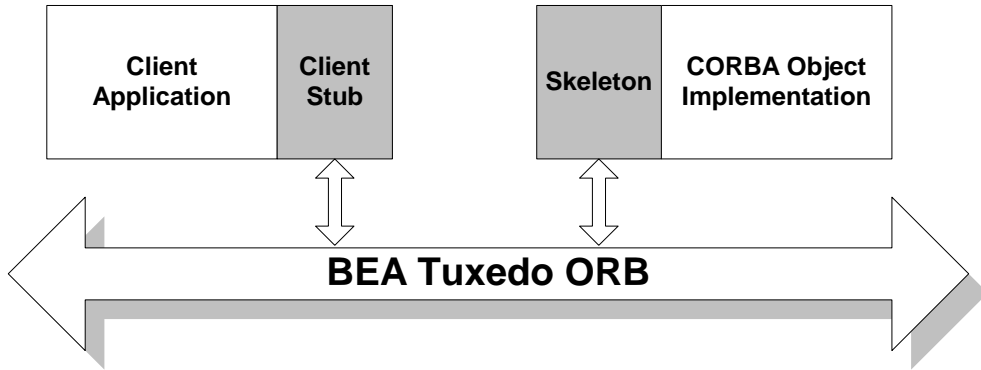 Client
Application
Client
Stub
Skeleton
CORBA Object
Implementation
BEA Tuxedo ORB